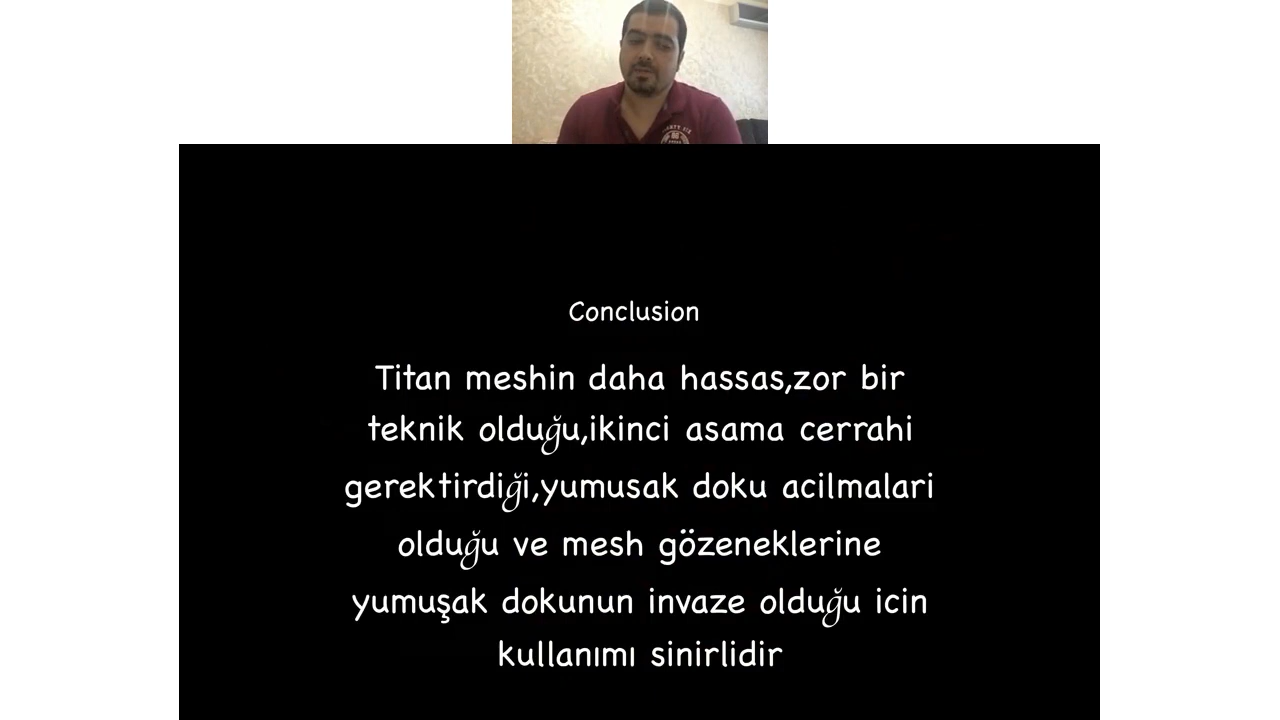 Conclusion
Titan meshin daha hassas,zor bir
teknik olduğu,ikinci asama cerrahi
gerektirdiği,yumusak doku acilmalari
olduğu ve mesh gözeneklerine
yumuşak dokunun invaze olduğu icin
kullanımı sinirlidir